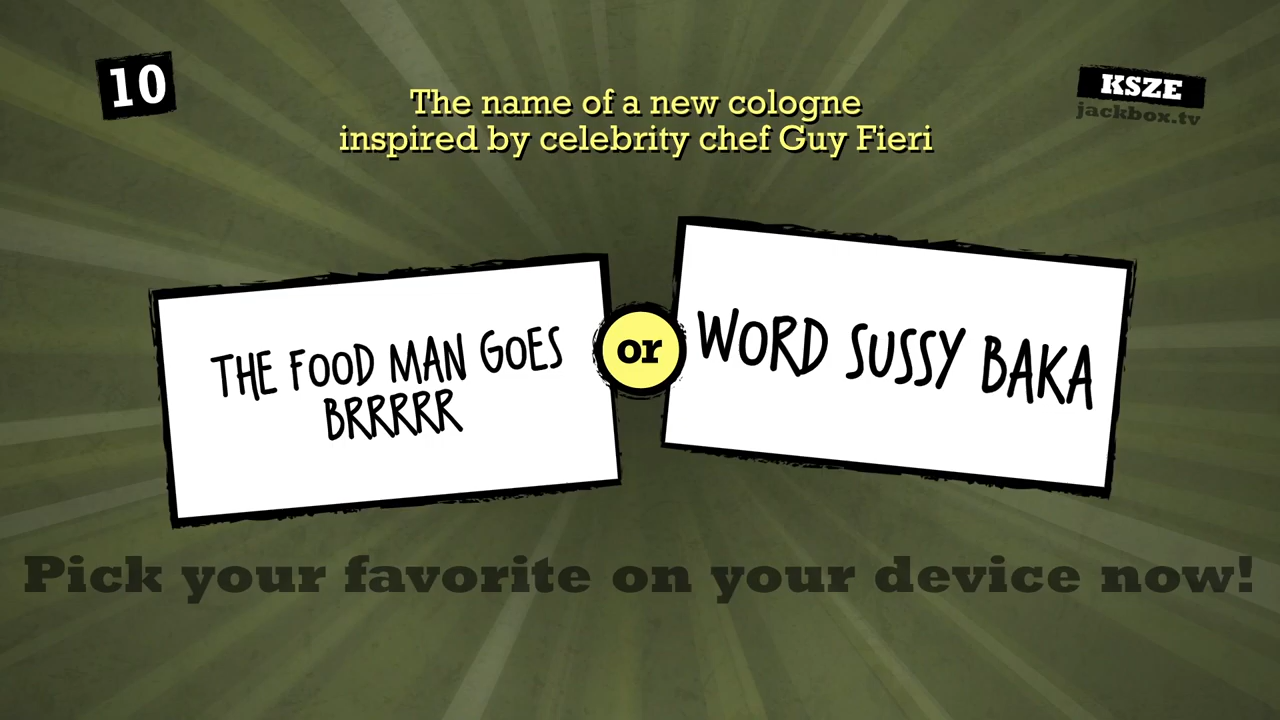 10
KSZE
jackbox.tv
The name of a new cologne
inspired by celebrity chef Guy Fieri
THE FOOD MAN GOES
BRRRRR
or
WORD SUSSY BAKA
Pick your favorite on your device now!